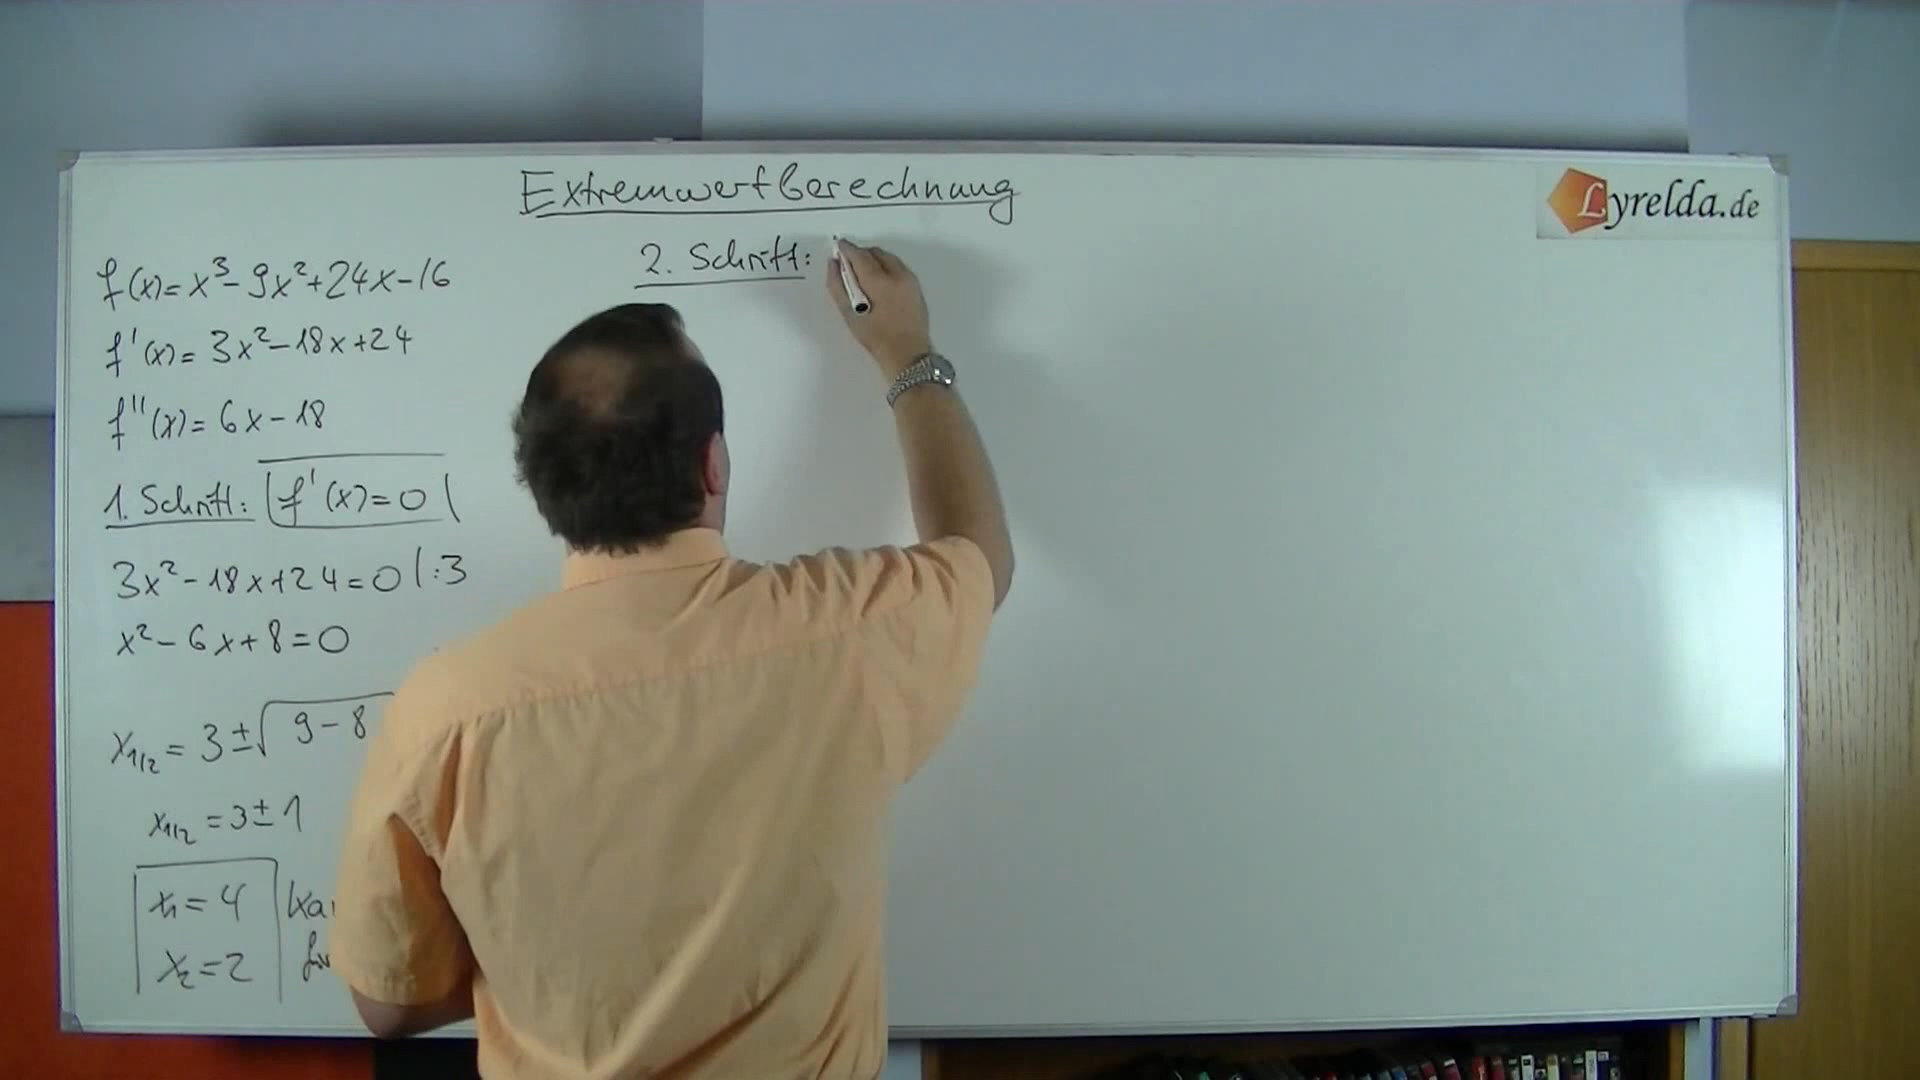 Extremwertberechnung
Lyrelda.de
f(x)=x³-9x²+24x-16
f'(x)=3x²-18x+24
f''(x)=6x-18
1. Schritt: f'(x)=0
3x²-18x+24=0 |:3
x²-6x+8=0
x₁/₂=3±√9-8
x₁/₂=3±1
x₁=4
x₂=2
2. Schritt: